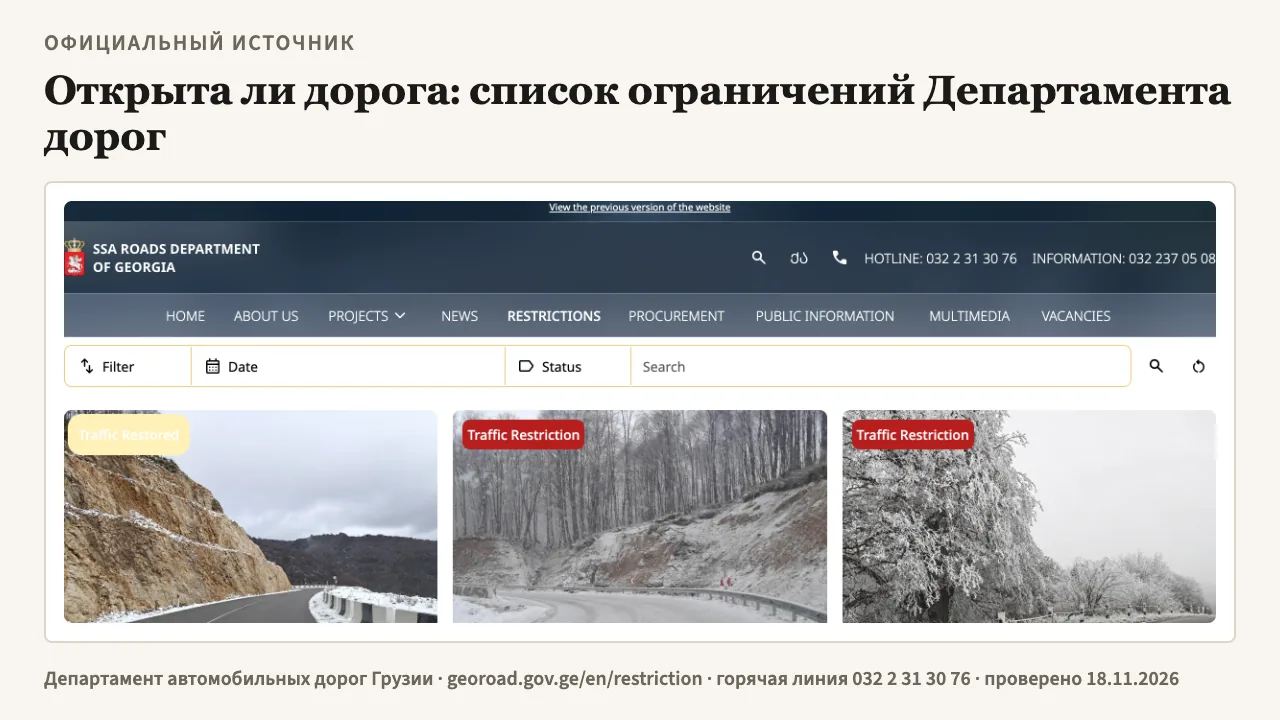 ОФИЦИАЛЬНЫЙ ИСТОЧНИК
Открыта ли дорога: список ограничений Департамента
дорог
View the previous version of the website
SSA ROADS DEPARTMENT
OF GEORGIA
ქა HOTLINE: 032 2 31 30 76 INFORMATION: 032 237 05 08
HOME ABOUT US PROJECTS NEWS RESTRICTIONS PROCUREMENT PUBLIC INFORMATION MULTIMEDIA VACANCIES
Filter Date Status Search
Traffic Restored Traffic Restriction Traffic Restriction
Департамент автомобильных дорог Грузии · georoad.gov.ge/en/restriction · горячая линия 032 2 31 30 76 · проверено 18.11.2026